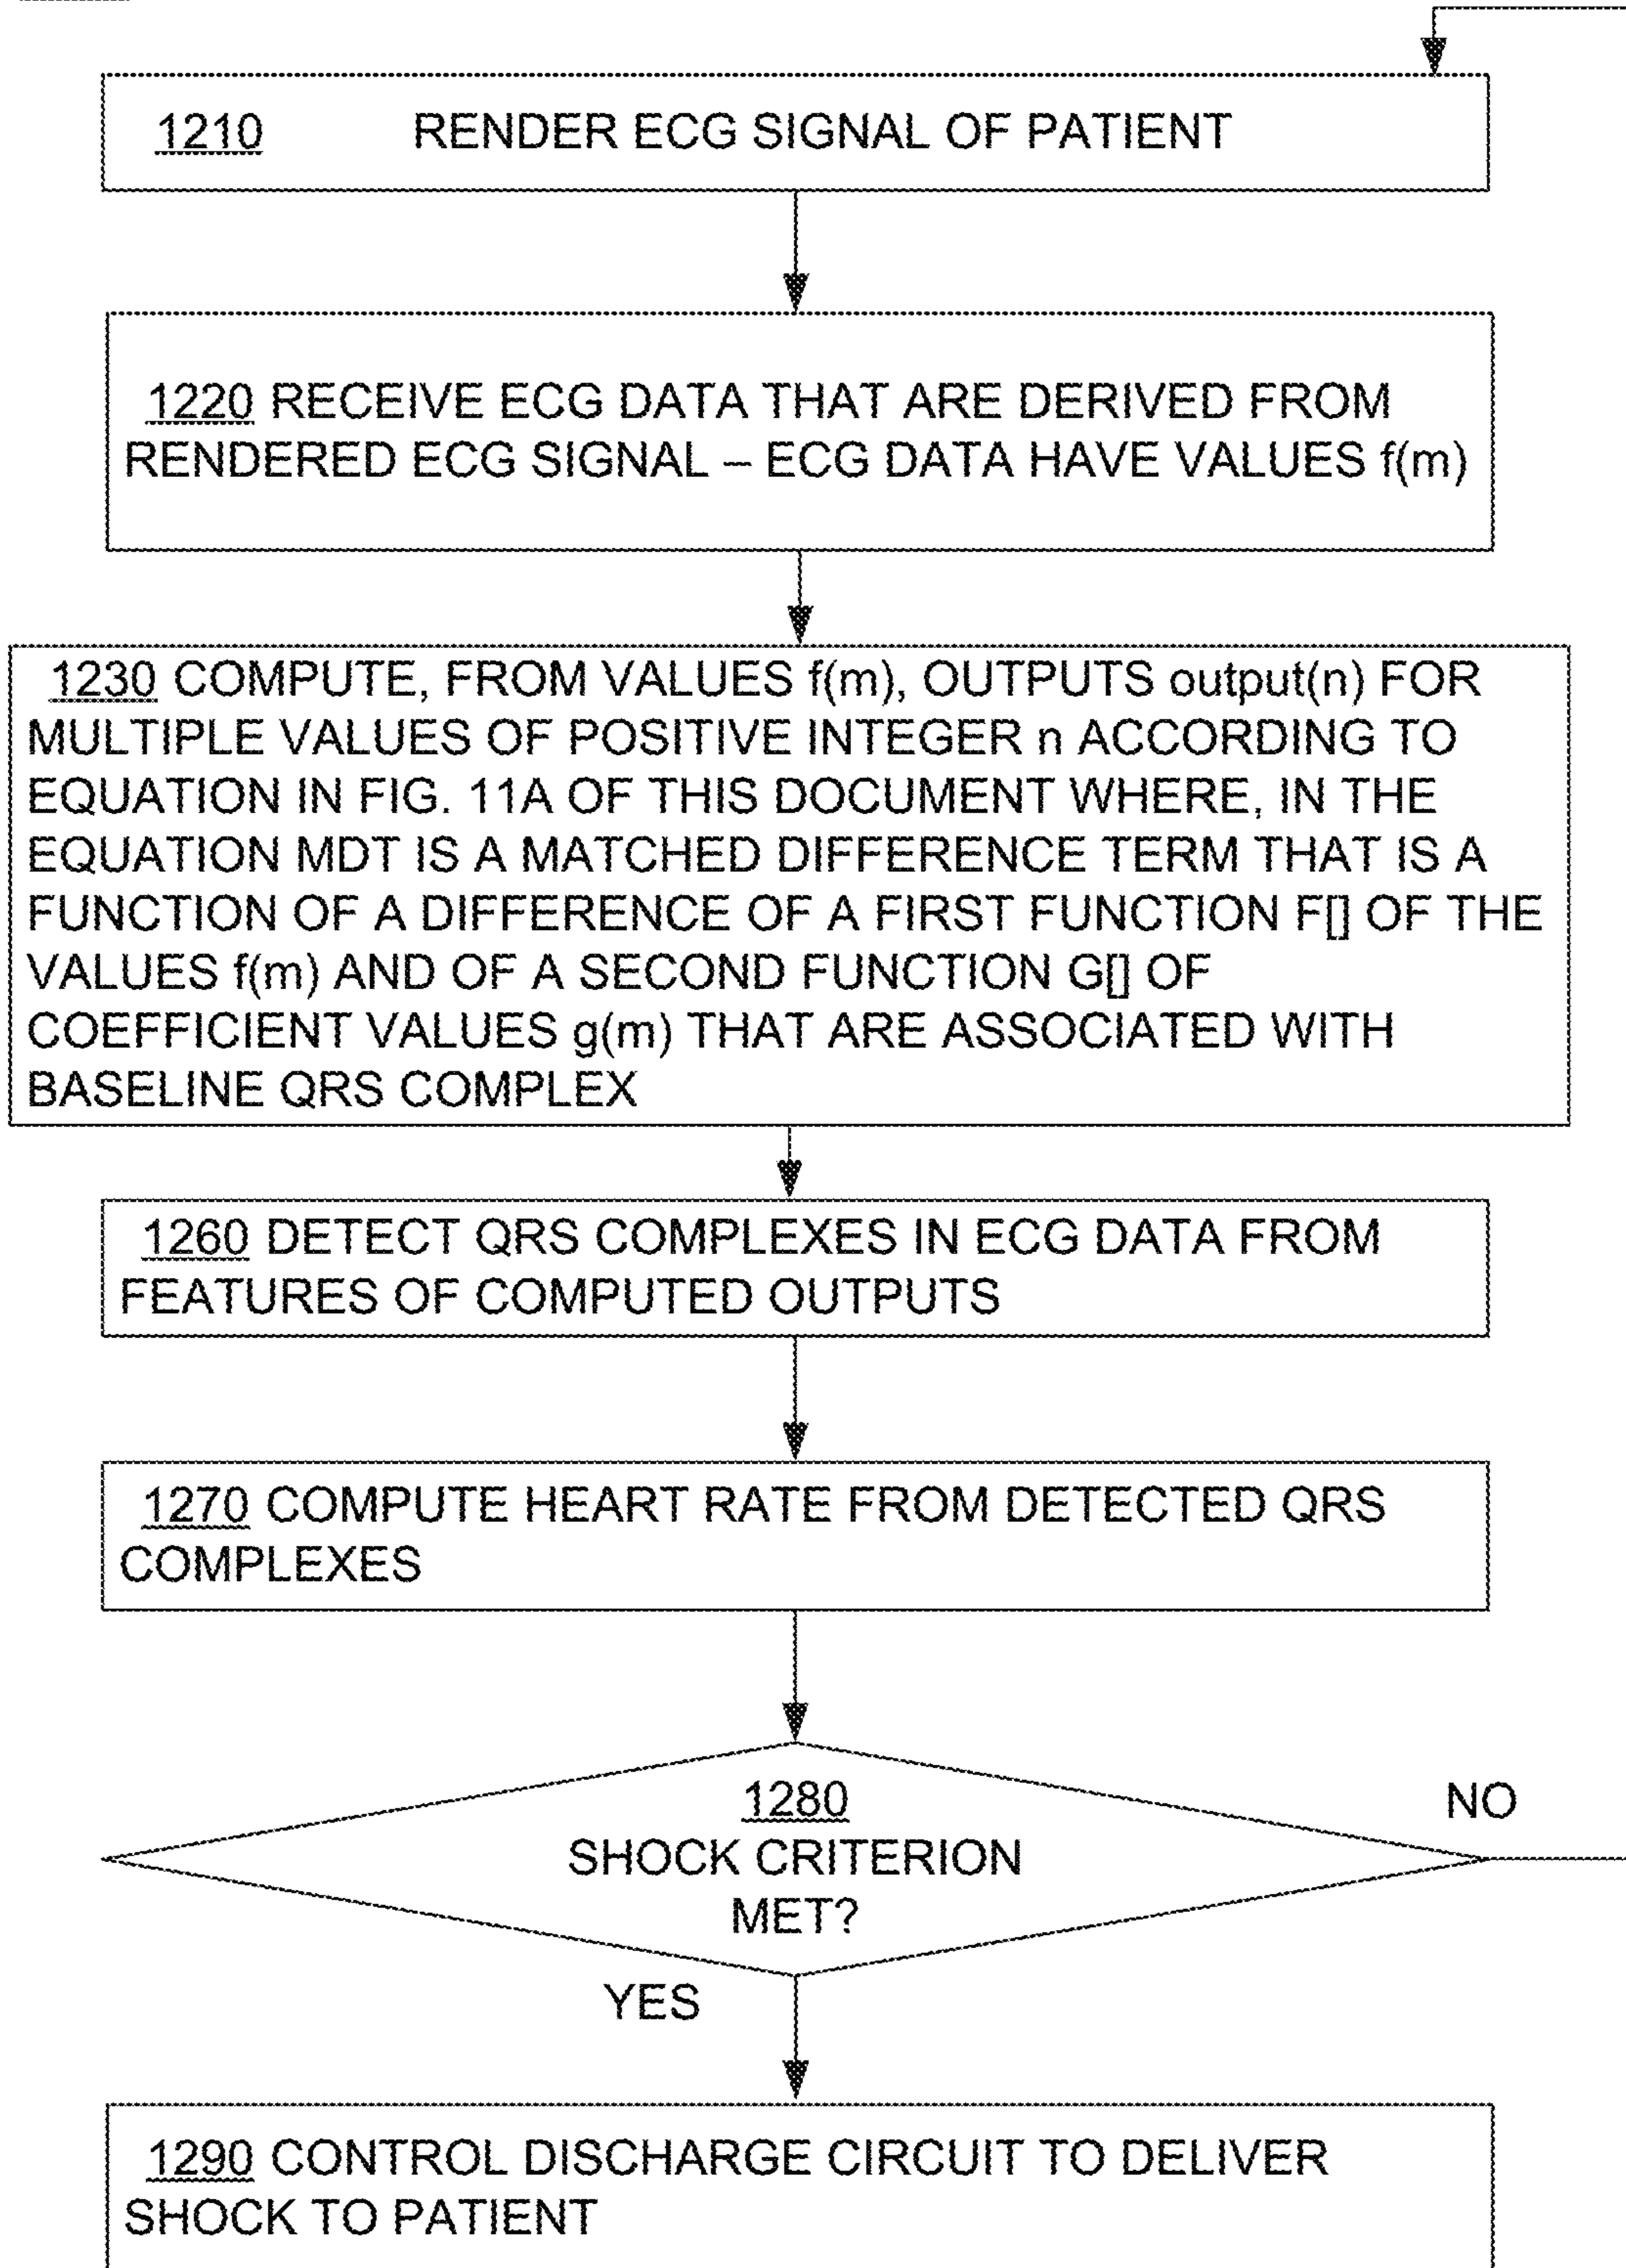 1210 RENDER ECG SIGNAL OF PATIENT
1220 RECEIVE ECG DATA THAT ARE DERIVED FROM
RENDERED ECG SIGNAL – ECG DATA HAVE VALUES f(m)
1230 COMPUTE, FROM VALUES f(m), OUTPUTS output(n) FOR
MULTIPLE VALUES OF POSITIVE INTEGER n ACCORDING TO
EQUATION IN FIG. 11A OF THIS DOCUMENT WHERE, IN THE
EQUATION MDT IS A MATCHED DIFFERENCE TERM THAT IS A
FUNCTION OF A DIFFERENCE OF A FIRST FUNCTION F[] OF THE
VALUES f(m) AND OF A SECOND FUNCTION G[] OF
COEFFICIENT VALUES g(m) THAT ARE ASSOCIATED WITH
BASELINE QRS COMPLEX
1260 DETECT QRS COMPLEXES IN ECG DATA FROM
FEATURES OF COMPUTED OUTPUTS
1270 COMPUTE HEART RATE FROM DETECTED QRS
COMPLEXES
1280
SHOCK CRITERION
MET?
NO
YES
1290 CONTROL DISCHARGE CIRCUIT TO DELIVER
SHOCK TO PATIENT